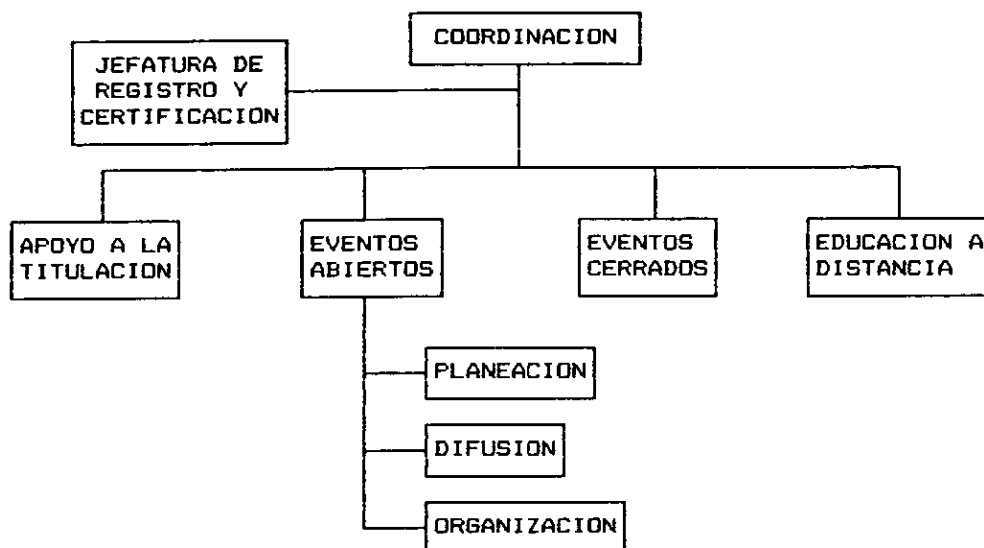 COORDINACION
JEFATURA DE
REGISTRO Y
CERTIFICACION
APOYO A LA
TITULACION
EVENTOS
ABIERTOS
EVENTOS
CERRADOS
EDUCACION A
DISTANCIA
PLANEACION
DIFUSION
ORGANIZACION